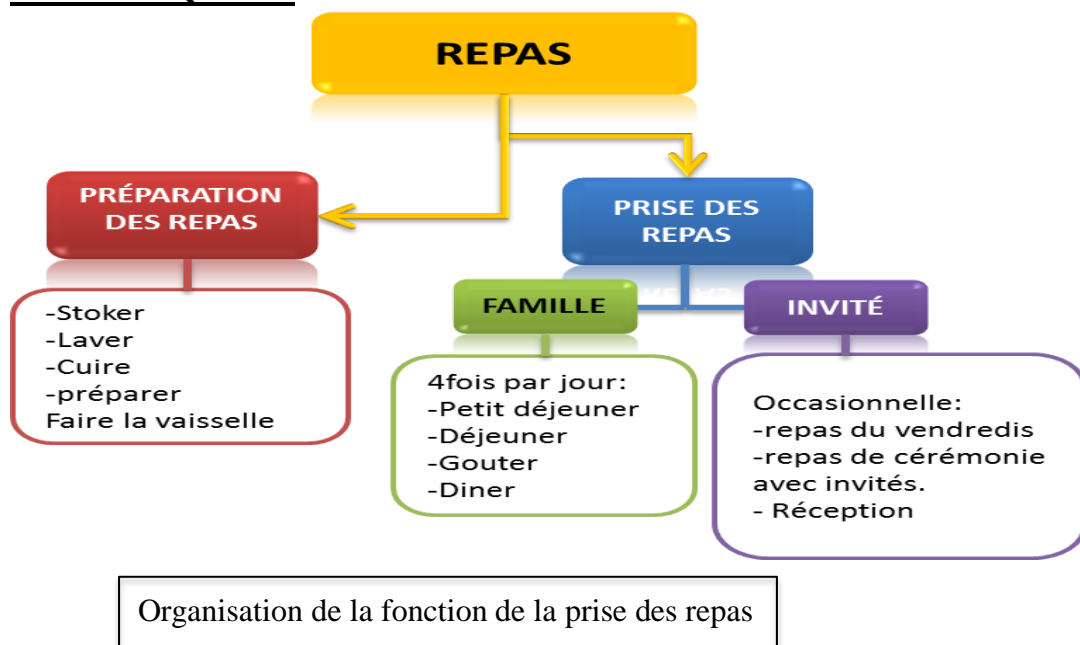 REPAS
PRÉPARATION
DES REPAS
PRISE DES
REPAS
-Stoker
-Laver
-Cuire
-préparer
Faire la vaisselle
FAMILLE
4fois par jour:
-Petit déjeuner
-Déjeuner
-Gouter
-Diner
INVITÉ
Occasionnelle:
-repas du vendredis
-repas de cérémonie
avec invités.
- Réception
Organisation de la fonction de la prise des repas